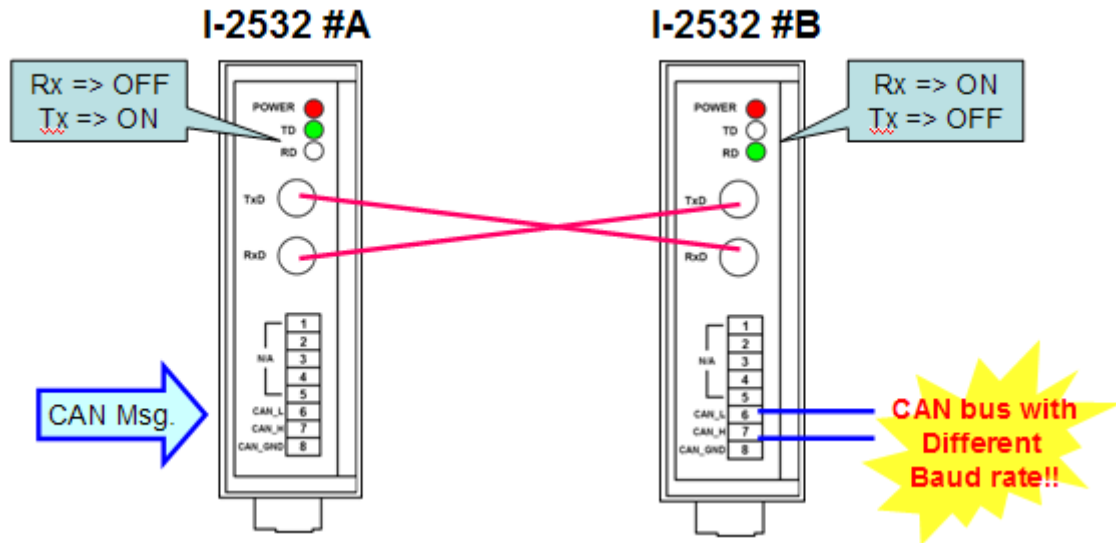 I-2532 #A
I-2532 #B
Rx => OFF
Tx => ON
Rx => ON
Tx => OFF
POWER
TD
RD
TxD
RxD
1
2
N/A 3
4
5
CAN_L 6
CAN_H 7
CAN_GND 8
POWER
TD
RD
TxD
RxD
1
2
N/A 3
4
5
CAN_L 6
CAN_H 7
CAN_GND 8
CAN Msg.
CAN bus with
Different
Baud rate!!